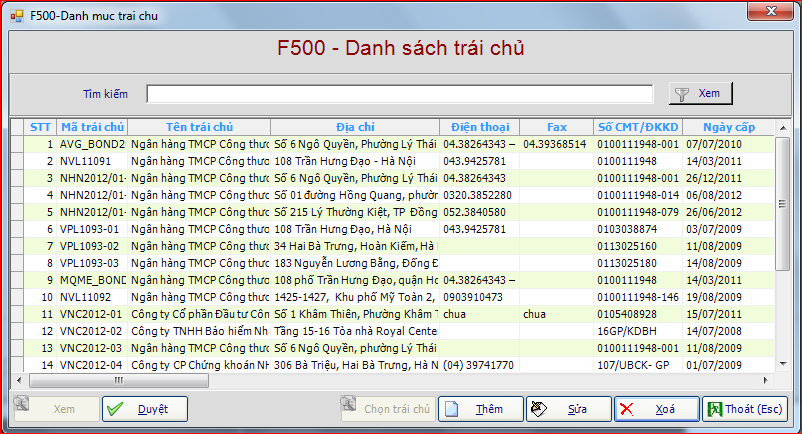 F500-Danh muc trai chu
F500 - Danh sách trái chủ
Tìm kiếm Xem
STT Mã trái chủ Tên trái chủ Địa chỉ Điện thoại Fax Số CMT/ĐKKD Ngày cấp
1 AVG_BOND2 Ngân hàng TMCP Công thươ Số 6 Ngô Quyền, Phường Lý Thái 04.38264343 – 04.39368514 0100111948-001 07/07/2010
2 NVL11091 Ngân hàng TMCP Công thươ 108 Trần Hưng Đạo - Hà Nội 043.9425781 0100111948 14/03/2011
3 NHN2012/01- Ngân hàng TMCP Công thươ Số 6 Ngô Quyền, Phường Lý Thái 04.38264343 0100111948-001 26/12/2011
4 NHN2012/01- Ngân hàng TMCP Công thươ Số 01 đường Hồng Quang, phườn 0320.3852280 0100111948-014 06/08/2012
5 NHN2012/01- Ngân hàng TMCP Công thươ Số 215 Lý Thường Kiệt, TP Đồng 052.3840580 0100111948-079 26/06/2012
6 VPL1093-01 Ngân hàng TMCP Công thươ 108 Trần Hưng Đạo, Hà Nội 043.9425781 0103038874 03/07/2009
7 VPL1093-02 Ngân hàng TMCP Công thươ 34 Hai Bà Trưng, Hoàn Kiếm, Hà 0113025160 11/08/2009
8 VPL1093-03 Ngân hàng TMCP Công thươ 183 Nguyễn Lương Bằng, Đống Đ 0113025180 11/08/2009
9 MQME_BOND Ngân hàng TMCP Công thươ 108 phố Trần Hưng Đạo, quận Ho 04.38264343 – 0100111948 14/03/2011
10 NVL11092 Ngân hàng TMCP Công thươ 1425-1427, Khu phố Mỹ Toàn 2, 0903910473 0100111948-146 19/08/2009
11 VNC2012-01 Công ty Cổ phần Đầu tư Côn Số 1 Khâm Thiên, Phường Khâm T chua chua 0105408928 15/07/2011
12 VNC2012-02 Công ty TNHH Bảo hiểm Nh Tầng 15-16 Tòa nhà Royal Cente 16GP/KDBH 14/07/2008
13 VNC2012-03 Ngân hàng TMCP Công thươ Số 6 Ngô Quyền, phường Lý Thái 0100111948-001 11/08/2009
14 VNC2012-04 Công ty CP Chứng khoán Nh 306 Bà Triệu, Hai Bà Trưng, Hà N (04) 39741770 107/UBCK- GP 01/07/2009
Xem Duyệt Chọn trái chủ Thêm Sửa Xoá Thoát (Esc)